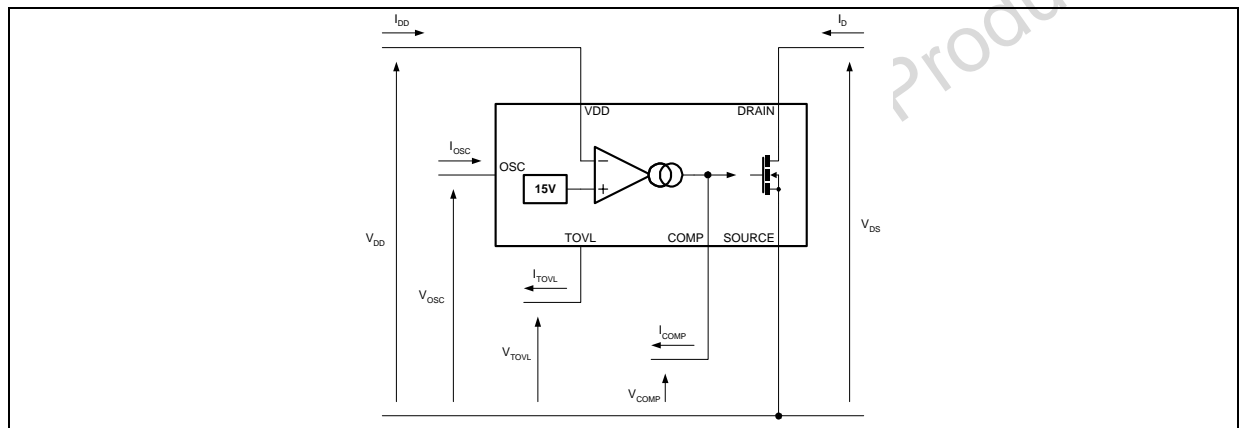 I_DD
I_D
Produ
VDD
DRAIN
I_OSC
OSC
15V
TOVL
COMP
SOURCE
V_DD
V_DS
I_TOVL
V_OSC
I_COMP
V_TOVL
V_COMP